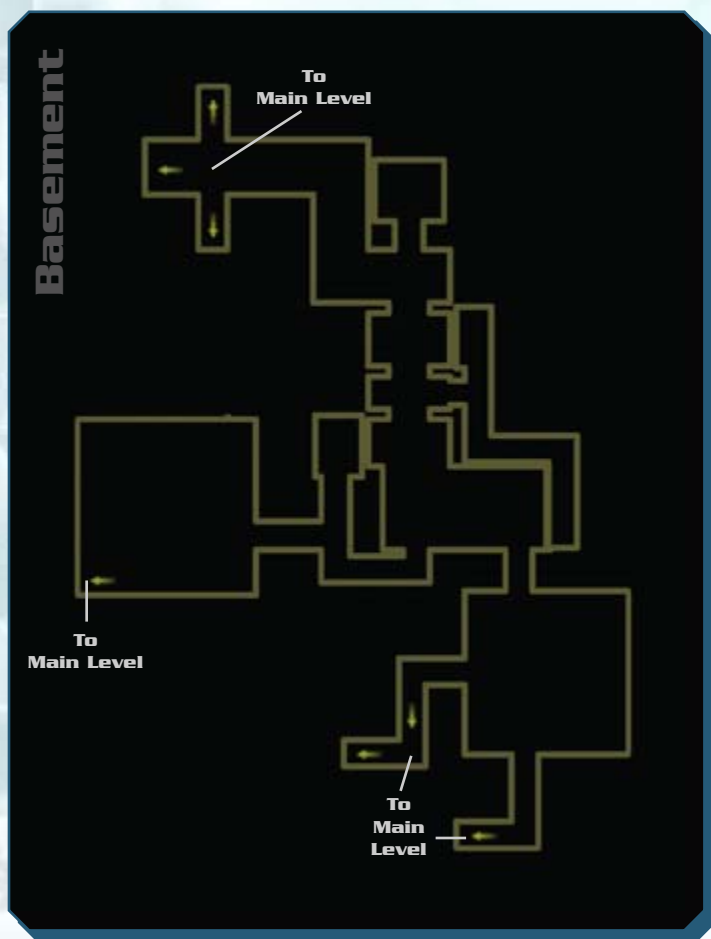 Basement
To
Main Level
To
Main Level
To
Main
Level